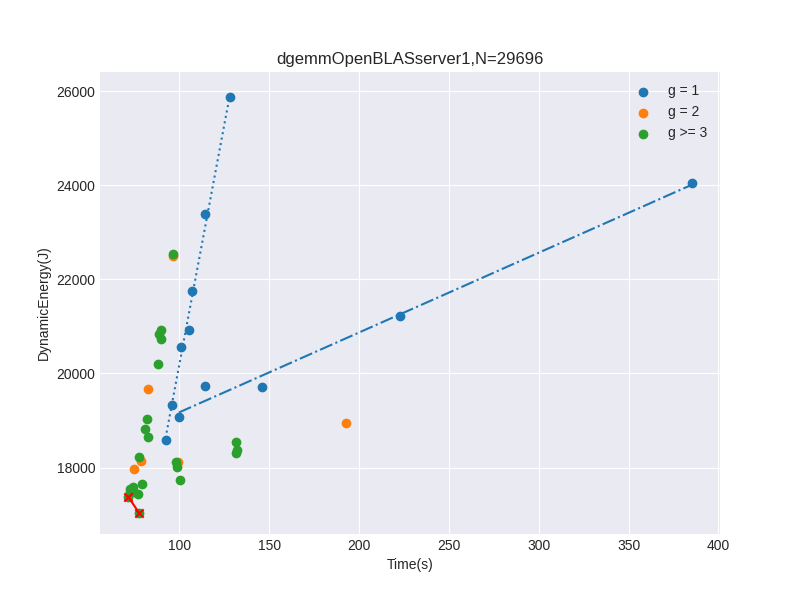 dgemmOpenBLASserver1,N=29696
g = 1
g = 2
g >= 3
DynamicEnergy(J)
26000
24000
22000
20000
18000
100
150
200
250
300
350
400
Time(s)